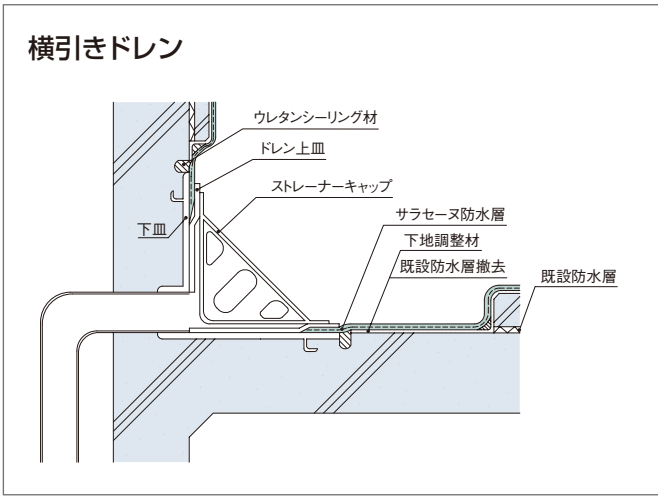 横引きドレン
ウレタンシーリング材
ドレン上皿
ストレーナーキャップ
サラセーヌ防水層
下皿
下地調整材
既設防水層撤去
既設防水層